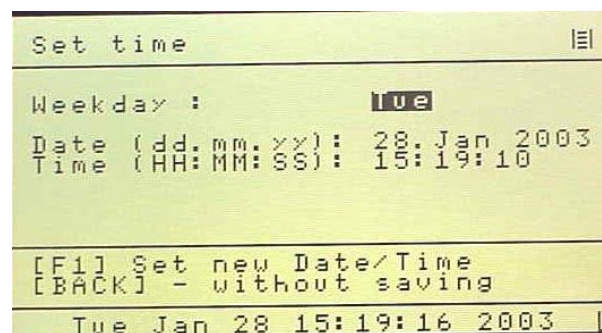 Set time
Weekday : Tue
Date (dd.mm.yy): 28.Jan 2003
Time (HH:MM:SS): 15:19:10
[F1] Set new Date/Time
[BACK] - without saving
Tue Jan 28 15:19:16 2003